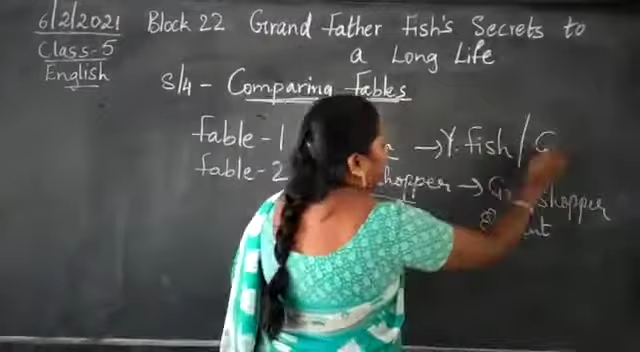 6/2/2021 Block 22 Grand Father Fish's Secrets to
Class-5 a Long Life
English
S/4 - Comparing Fables
fable-1 → Y. fish / G
fable-2 hopper → shopper